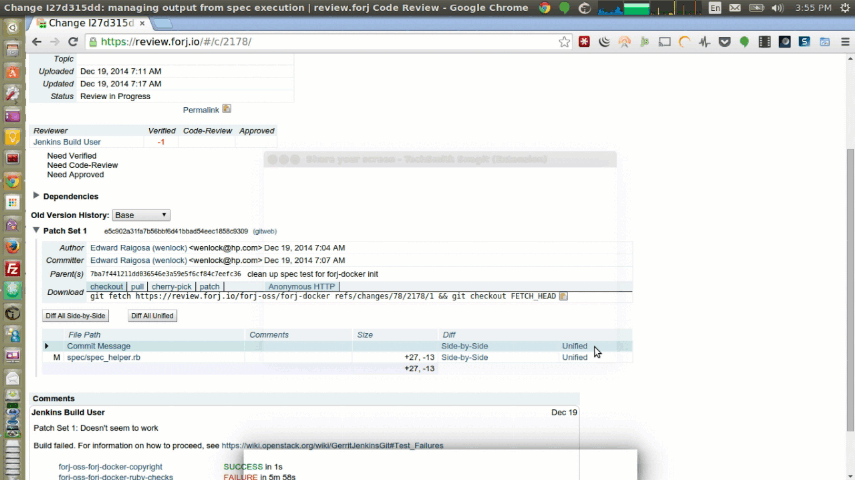 Change I27d315dd: managing output from spec execution | review.forj Code Review - Google Chrome
En
3:55 PM
Change I27d315dd
https://review.forj.io/#/c/2178/
Topic
Uploaded Dec 19, 2014 7:11 AM
Updated Dec 19, 2014 7:17 AM
Status Review in Progress
Permalink
Reviewer Verified Code-Review Approved
Jenkins Build User -1
Need Verified
Need Code-Review
Need Approved
Dependencies
Old Version History: Base
Patch Set 1 (gitweb)
Author Edward Raigosa (wenlock) <wenlock@hp.com> Dec 19, 2014 7:04 AM
Committer Edward Raigosa (wenlock) <wenlock@hp.com> Dec 19, 2014 7:07 AM
Parent(s) 7ba7f441211dd036546e3a59e5f6cf84c7eefc36 clean up spec test for forj-docker init
Download checkout | pull | cherry-pick | patch | Anonymous HTTP
git fetch https://review.forj.io/forj-oss/forj-docker refs/changes/78/2178/1 && git checkout FETCH_HEAD
Diff All Side-by-Side Diff All Unified
File Path Comments Size Diff
Commit Message Side-by-Side Unified
M spec/spec_helper.rb +27, -13 Side-by-Side Unified
+27, -13
Comments
Jenkins Build User Dec 19
Patch Set 1: Doesn't seem to work
Build failed. For information on how to proceed, see https://wiki.openstack.org/wiki/GerritJenkinsGit#Test_Failures
forj-oss-forj-docker-copyright SUCCESS in 1s
forj-oss-forj-docker-ruby-checks FAILURE in 5m 58s